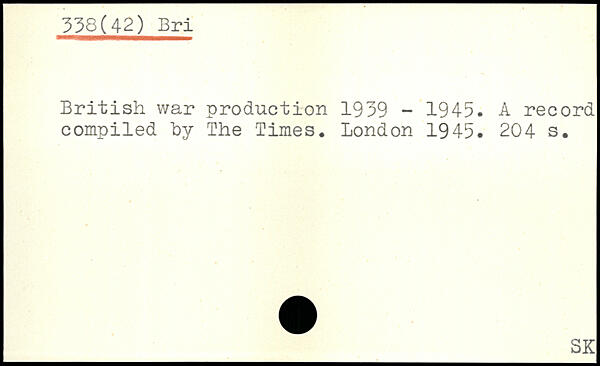 338(42) Bri
British war production 1939 - 1945. A record
compiled by The Times. London 1945. 204 s.
SK